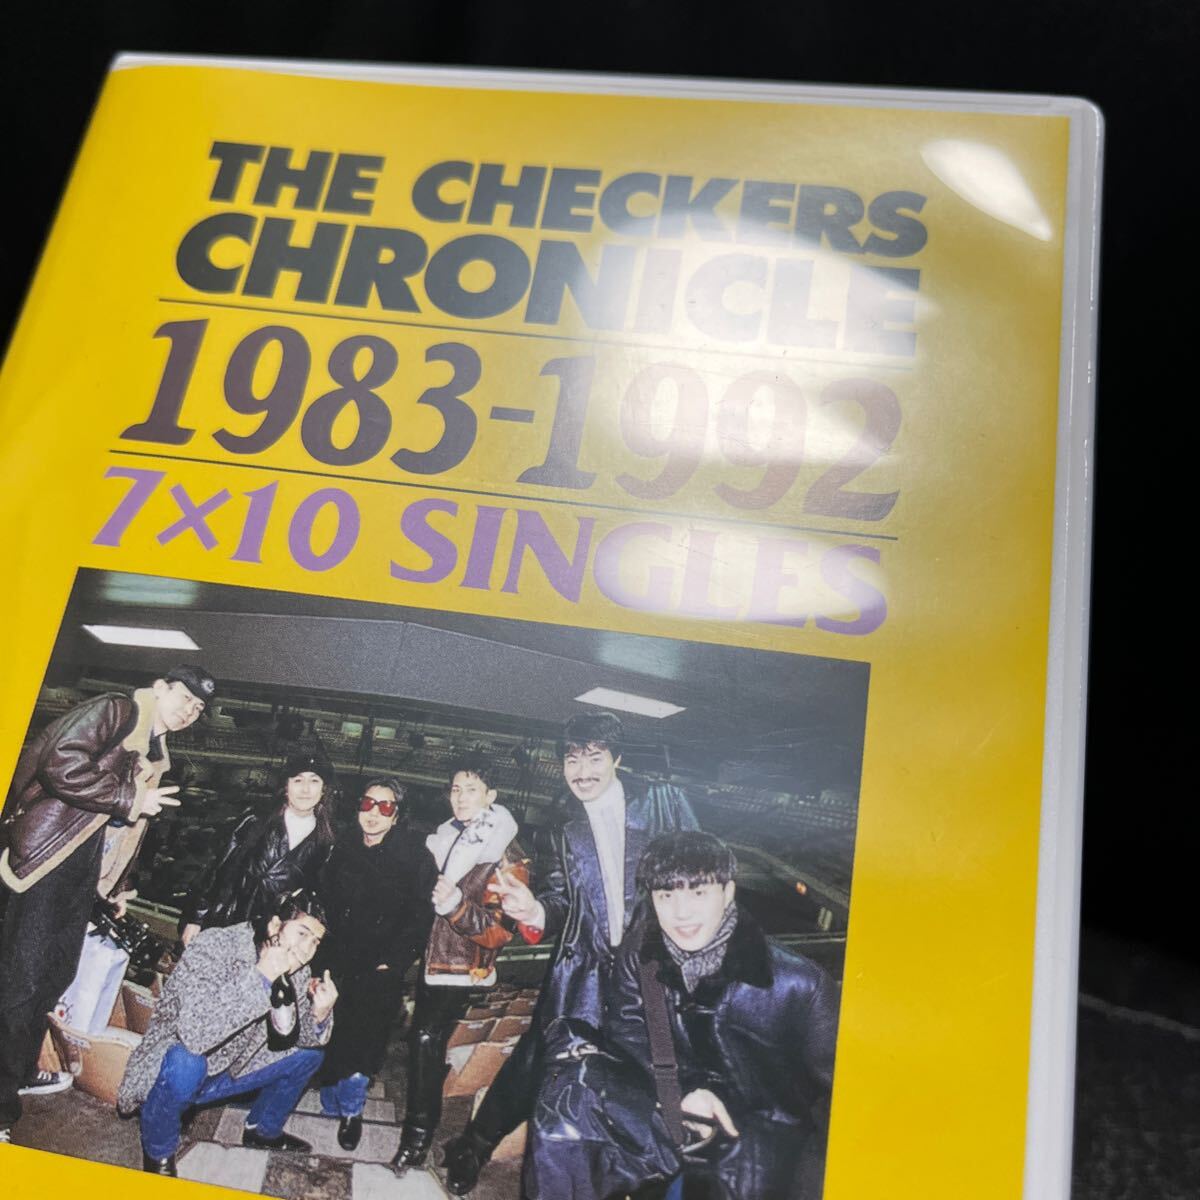 THE CHECKERS
CHRONICLE
1983-1992
7×10 SINGLES